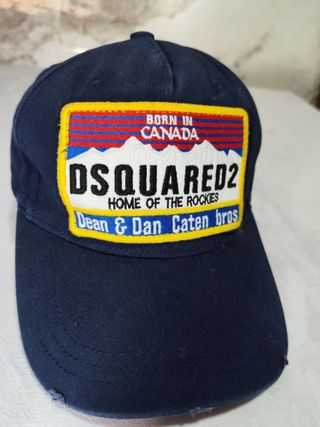 BORN IN
CANADA
DSQUARED2
HOME OF THE ROCKIES
Dean & Dan Caten bros